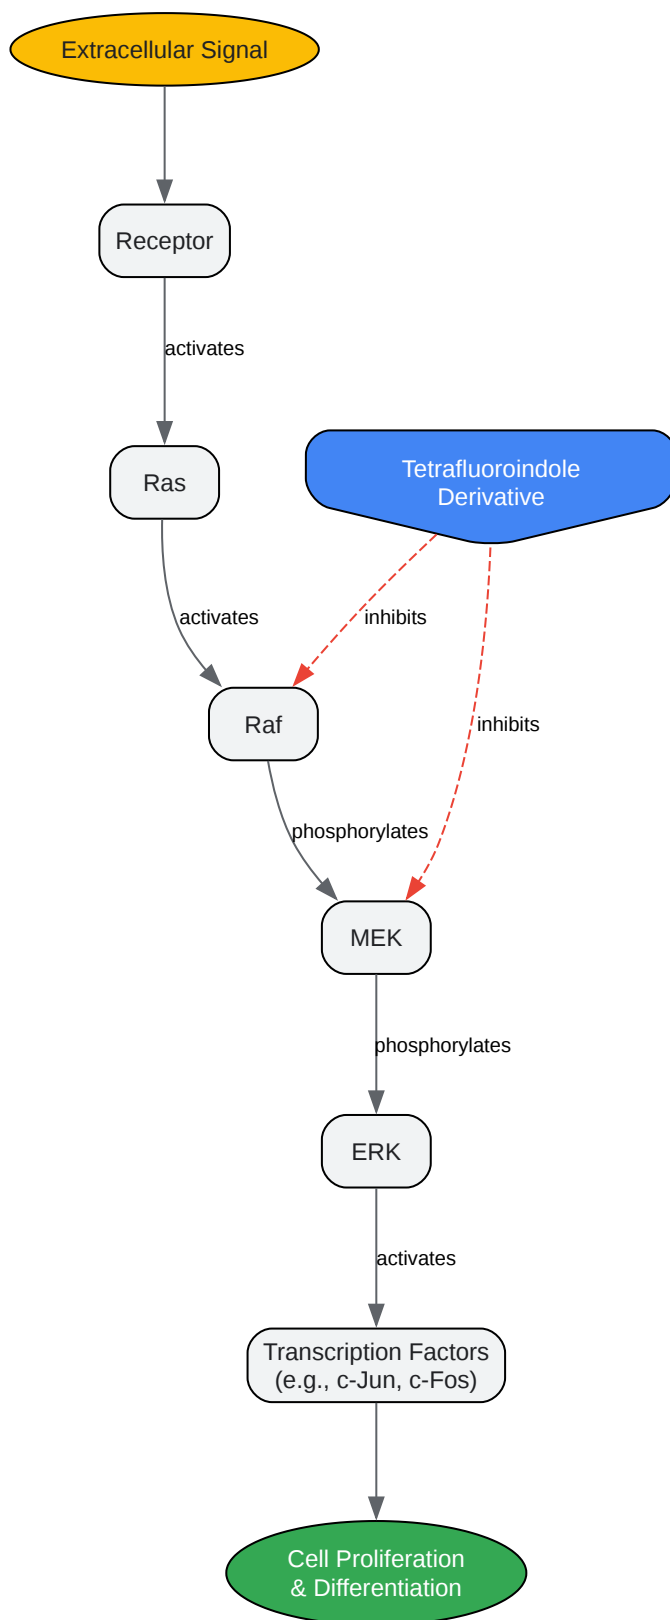 Extracellular Signal
Receptor
activates
Ras
Tetrafluoroindole
Derivative
activates
inhibits
Raf
inhibits
phosphorylates
MEK
phosphorylates
ERK
activates
Transcription Factors
(e.g., c-Jun, c-Fos)
Cell Proliferation
& Differentiation